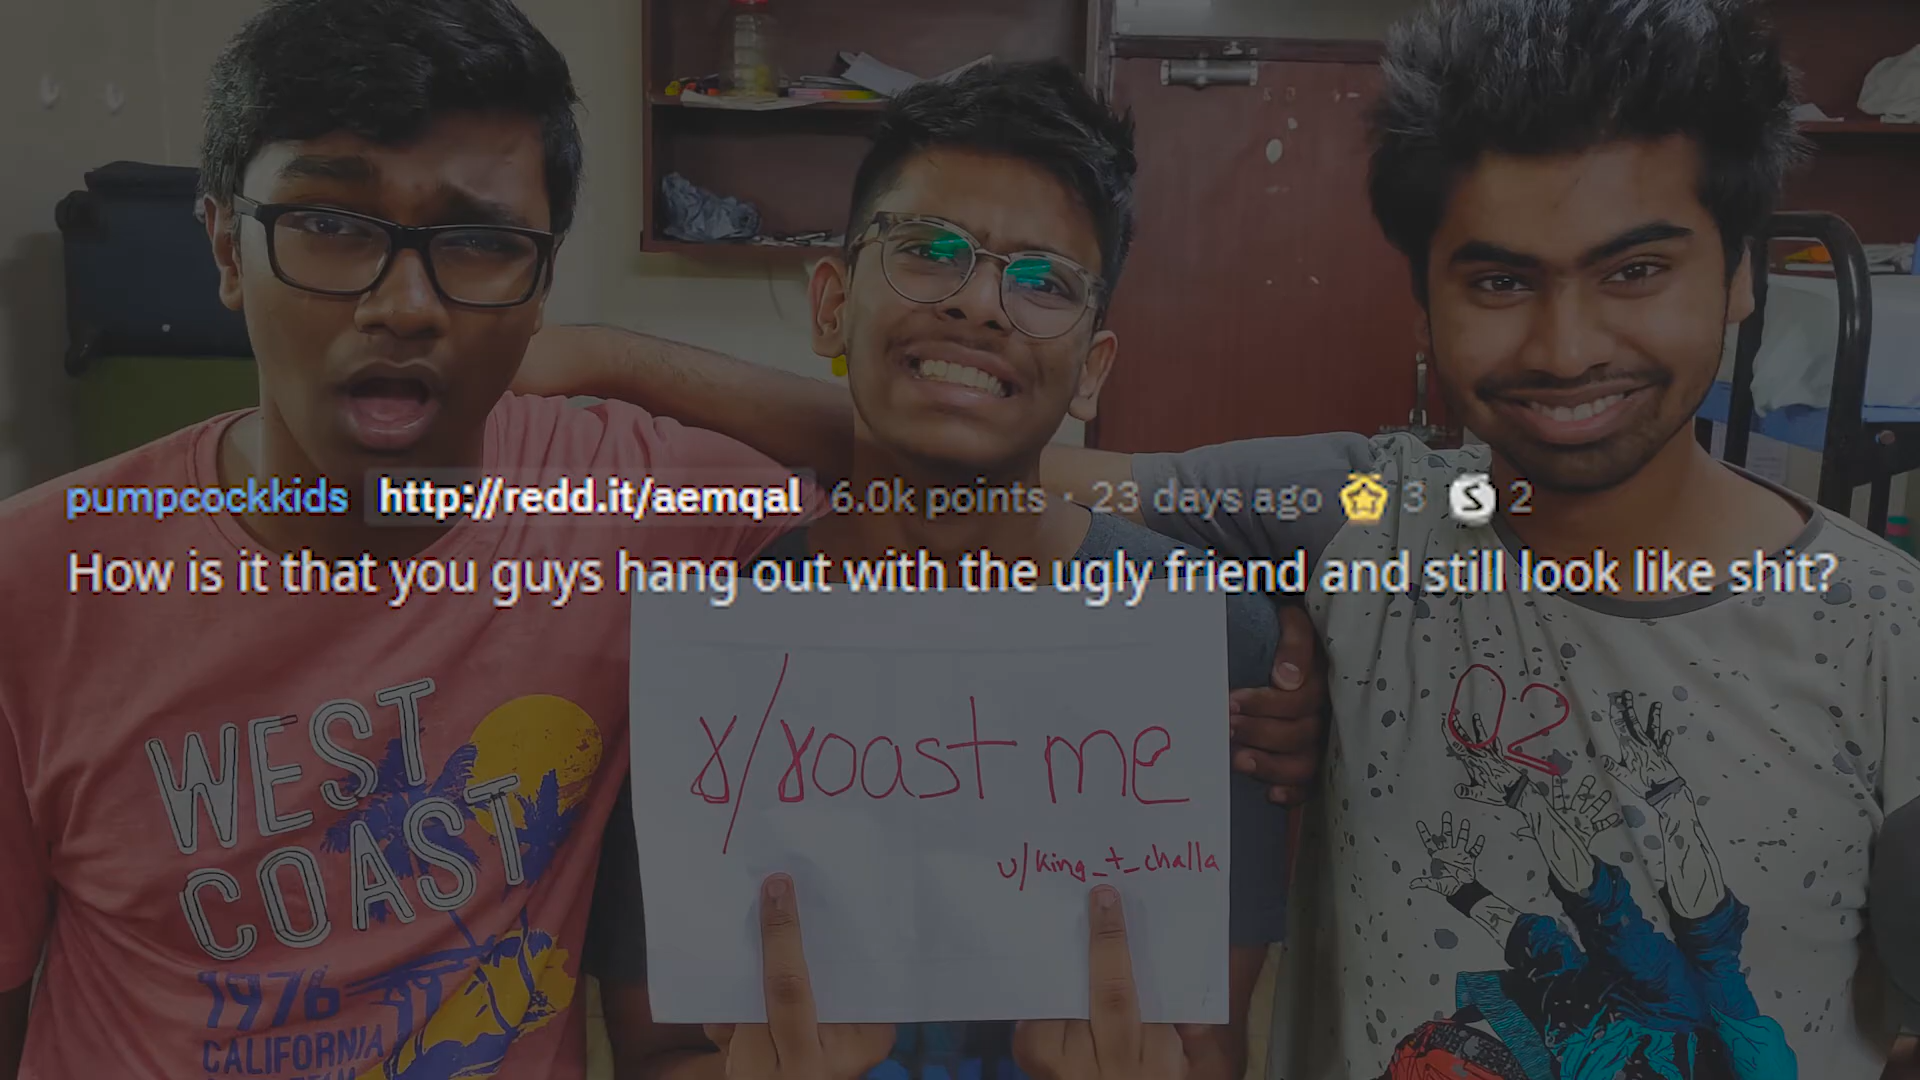 pumpcockkids http://redd.it/aemqal 6.0k points · 23 days ago 3 S 2
How is it that you guys hang out with the ugly friend and still look like shit?
r/roast me
u/king_t_challa
WEST
COAST
1976
CALIFORNIA
02